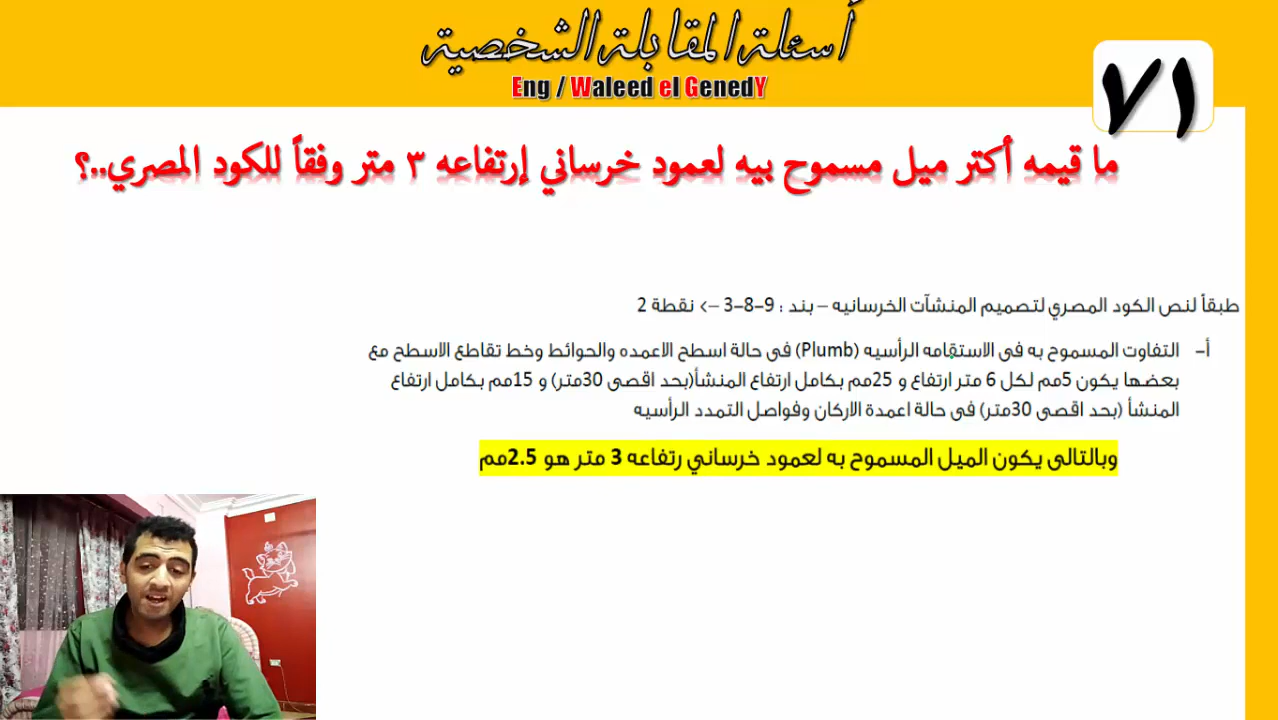 أسئلة المقابلة الشخصية
Eng / Waleed el GenedY
٧١
ما قيمه أكتر ميل مسموح بيه لعمود خرساني إرتفاعه ٣ متر وفقاً للكود المصري..؟
طبقاً لنص الكود المصري لتصميم المنشآت الخرسانيه – بند : 9-8-3 –> نقطة 2
أ- التفاوت المسموح به فى الاستقامه الرأسيه (Plumb) فى حالة اسطح الاعمده والحوائط وخط تقاطع الاسطح مع
بعضها يكون 5مم لكل 6 متر ارتفاع و 25مم بكامل ارتفاع المنشأ(بحد اقصى 30متر) و 15مم بكامل ارتفاع
المنشأ (بحد اقصى 30متر) فى حالة اعمدة الاركان وفواصل التمدد الرأسيه
وبالتالى يكون الميل المسموح به لعمود خرساني رتفاعه 3 متر هو 2.5مم